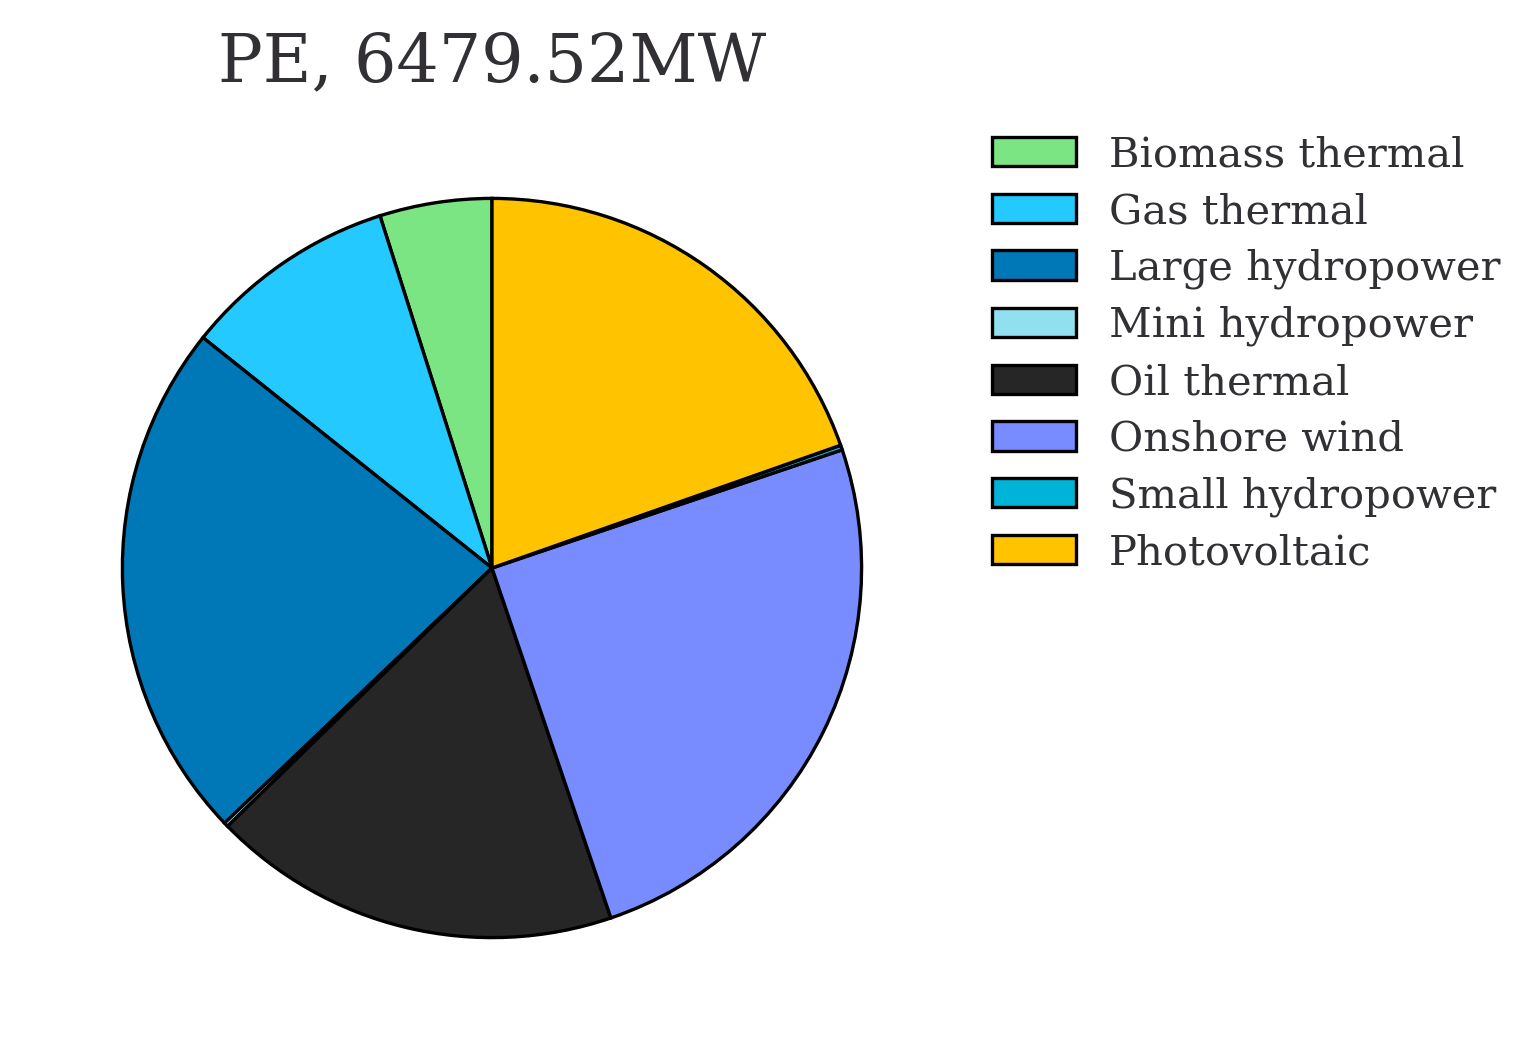 PE, 6479.52MW
Biomass thermal
Gas thermal
Large hydropower
Mini hydropower
Oil thermal
Onshore wind
Small hydropower
Photovoltaic